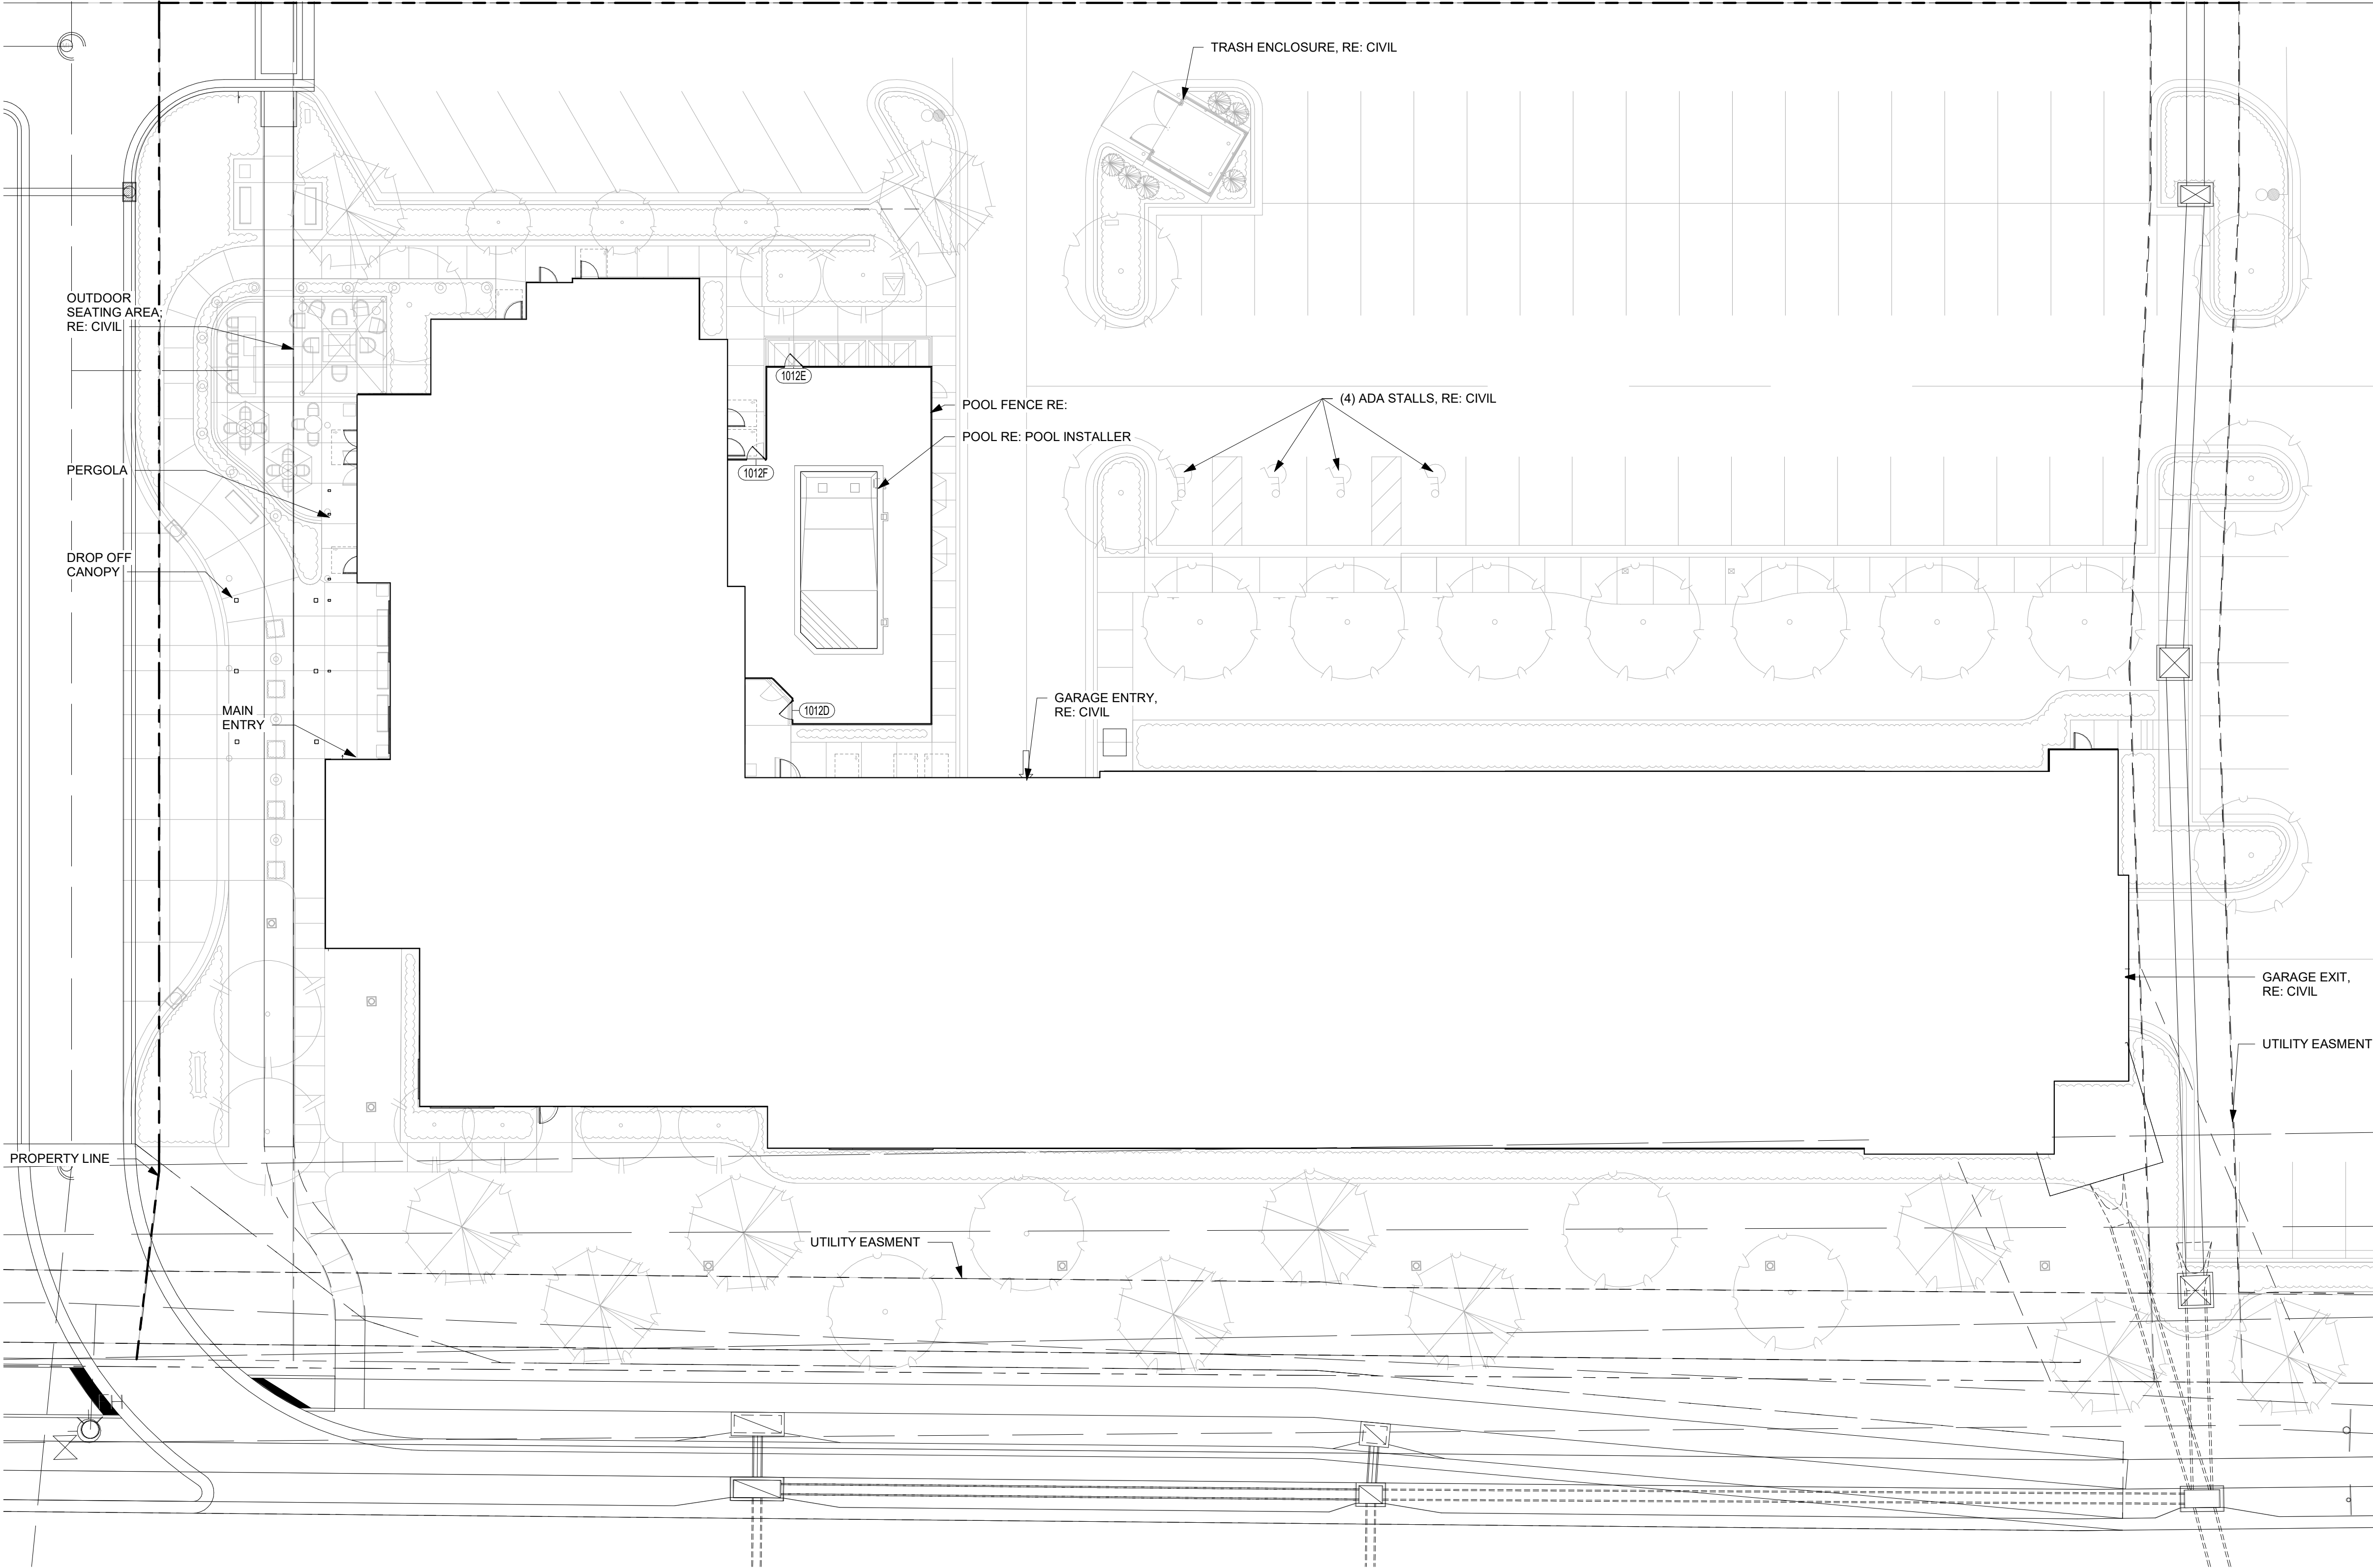 TRASH ENCLOSURE, RE: CIVIL
OUTDOOR
SEATING AREA,
RE: CIVIL
1012E
POOL FENCE RE:
(4) ADA STALLS, RE: CIVIL
POOL RE: POOL INSTALLER
PERGOLA
1012F
DROP OFF
CANOPY
GARAGE ENTRY,
RE: CIVIL
MAIN
ENTRY
1012D
GARAGE EXIT,
RE: CIVIL
UTILITY EASMENT
PROPERTY LINE
UTILITY EASMENT